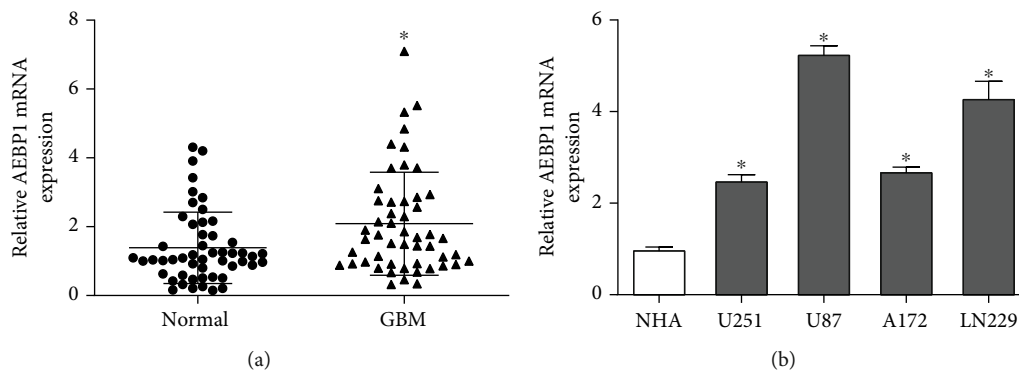 Relative AEBP1 mRNA
expression
8
6
4
2
0
*
Normal
GBM
(a)
Relative AEBP1 mRNA
expression
6
4
2
0
*
*
*
*
NHA
U251
U87
A172
LN229
(b)